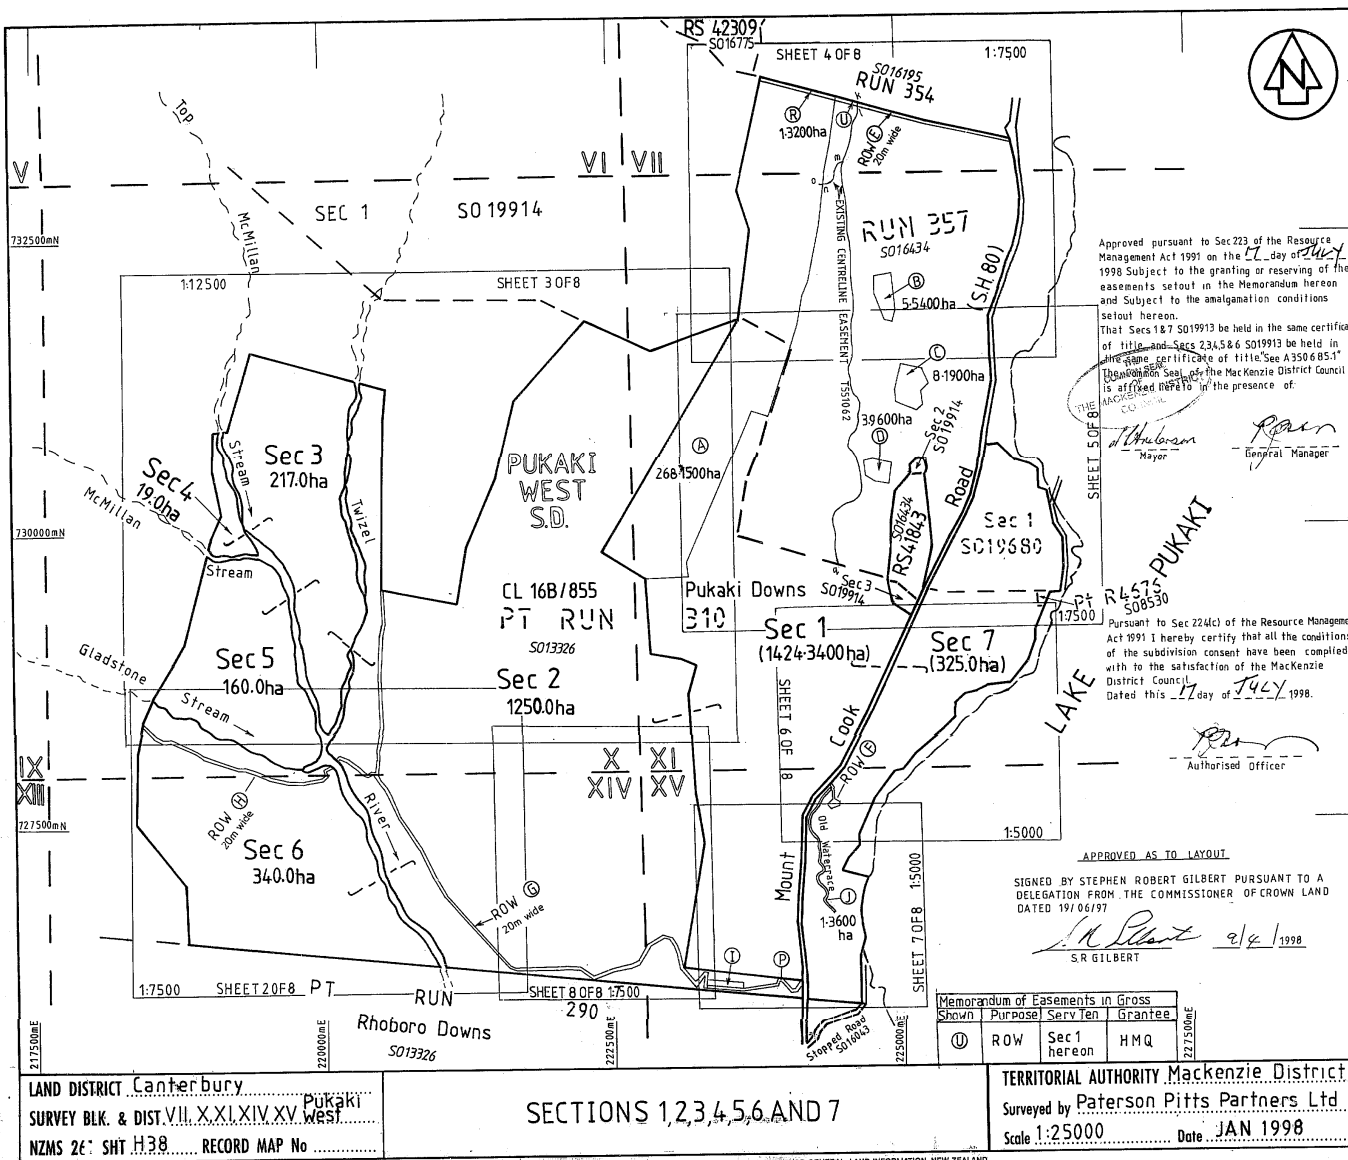 RS 42309
SO16775
SHEET 4 OF 8
1:7500
SO16195
RUN 354
N
R
1·3200ha
U
ROW E
20m wide
Top
V
VI
VII
SEC 1
SO 19914
McMillan
732500mN
RUN 357
SO16434
B
5·5400ha
(S.H.80)
EXISTING CENTRELINE EASEMENT T551062
1:12500
SHEET 3 OF 8
Approved pursuant to Sec 223 of the Resource
Management Act 1991 on the 17 day of JULY
1998 Subject to the granting or reserving of the
easements setout in the Memorandum hereon
and Subject to the amalgamation conditions
setout hereon.
That Secs 1 & 7 SO19913 be held in the same certifica
of title and Secs 2,3,4,5 & 6 SO19913 be held in
the same certificate of title."See A350685.1"
The Common Seal of the MacKenzie District Council
is affixed hereto in the presence of:
THE COMMON SEAL
OF
THE MACKENZIE DISTRICT
COUNCIL
Mayor
General Manager
C
8·1900ha
3·9600ha
D
Sec 2
SO19914
SHEET 5 OF 8
A
268·1500ha
Stream
Sec 3
217.0ha
Sec 4
19.0ha
McMillan
Stream
Twizel
PUKAKI
WEST
S.D.
730000mN
SO16434
RS41843
Road
Sec 1
SO19680
LAKE PUKAKI
CL 16B/855
PT RUN
SO13326
Pukaki Downs
310
Sec 3
SO19914
Pt R4675
SO8530
1:7500
Sec 1
(1424·3400ha)
Sec 7
(325.0ha)
Pursuant to Sec 224(c) of the Resource Manageme
Act 1991 I hereby certify that all the conditions
of the subdivision consent have been complied
with to the satisfaction of the MacKenzie
District Council
Dated this 17 day of JULY 1998.
Authorised Officer
Gladstone
Stream
Sec 5
160.0ha
Sec 2
1250.0ha
SHEET 6 OF 8
Cook
ROW F
IX
XIII
X
XIV
XI
XV
727500mN
ROW H
20m wide
River
Sec 6
340.0ha
Old Waterrace
1:5000
Mount
J
1·3600
ha
SHEET 7 OF 8 1:5000
ROW G
20m wide
I
P
APPROVED AS TO LAYOUT
SIGNED BY STEPHEN ROBERT GILBERT PURSUANT TO A
DELEGATION FROM THE COMMISSIONER OF CROWN LAND
DATED 19/06/97
9/4/1998
S.R GILBERT
1:7500
SHEET 2 OF 8
PT
RUN
SHEET 8 OF 8 1:7500
290
Rhoboro Downs
SO13326
Stopped Road
SO16043
217500mE
220000mE
222500mE
225000mE
227500mE
Memorandum of Easements in Gross
Shown Purpose Serv Ten Grantee
U ROW Sec 1 hereon HMQ
LAND DISTRICT Canterbury
SURVEY BLK. & DIST. VII, X,XI,XIV, XV Pukaki West
NZMS 26: SHT H38 RECORD MAP No
SECTIONS 1,2,3,4,5,6 AND 7
TERRITORIAL AUTHORITY Mackenzie District
Surveyed by Paterson Pitts Partners Ltd
Scale 1:25000 Date JAN 1998